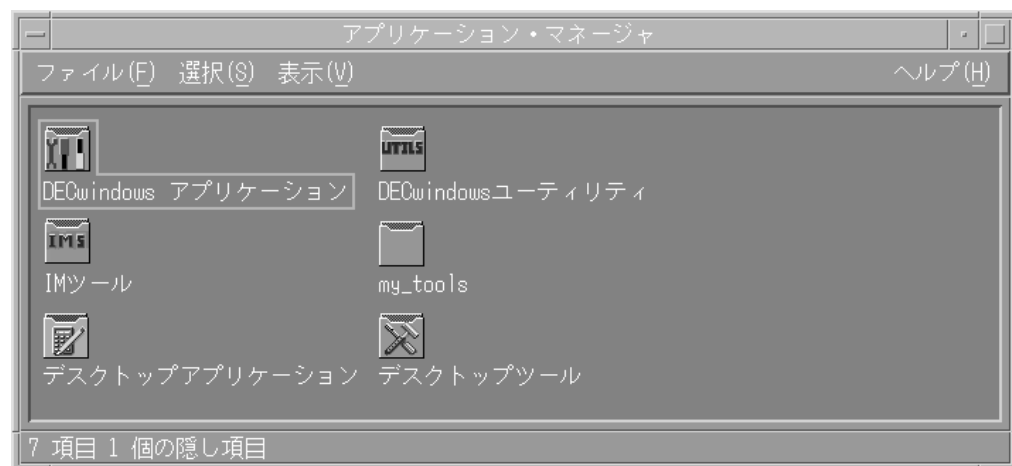 アプリケーション・マネージャ
ファイル(F) 選択(S) 表示(V) ヘルプ(H)
UTILS
DECwindows アプリケーション DECwindowsユーティリティ
IMS
IMツール my_tools
デスクトップアプリケーション デスクトップツール
7 項目 1 個の隠し項目